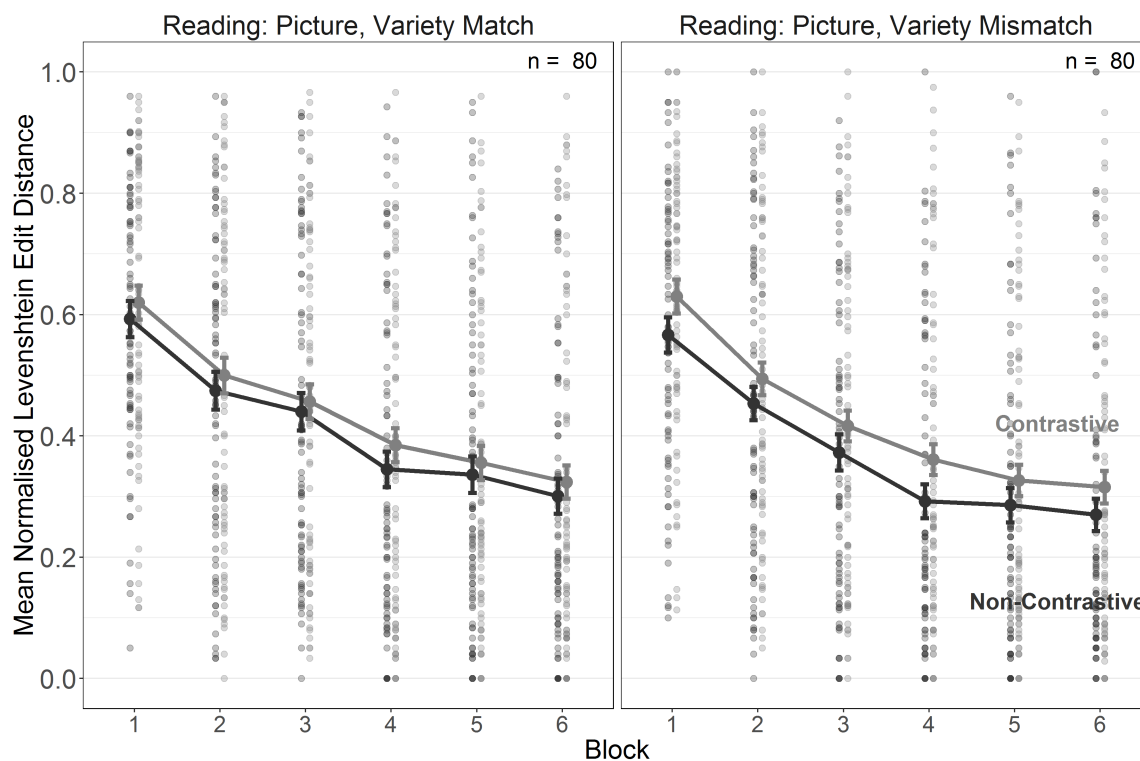 Reading: Picture, Variety Match
Reading: Picture, Variety Mismatch
n =  80
n =  80
Mean Normalised Levenshtein Edit Distance
1.0
0.8
0.6
0.4
0.2
0.0
Contrastive
Non-Contrastive
1 2 3 4 5 6
1 2 3 4 5 6
Block